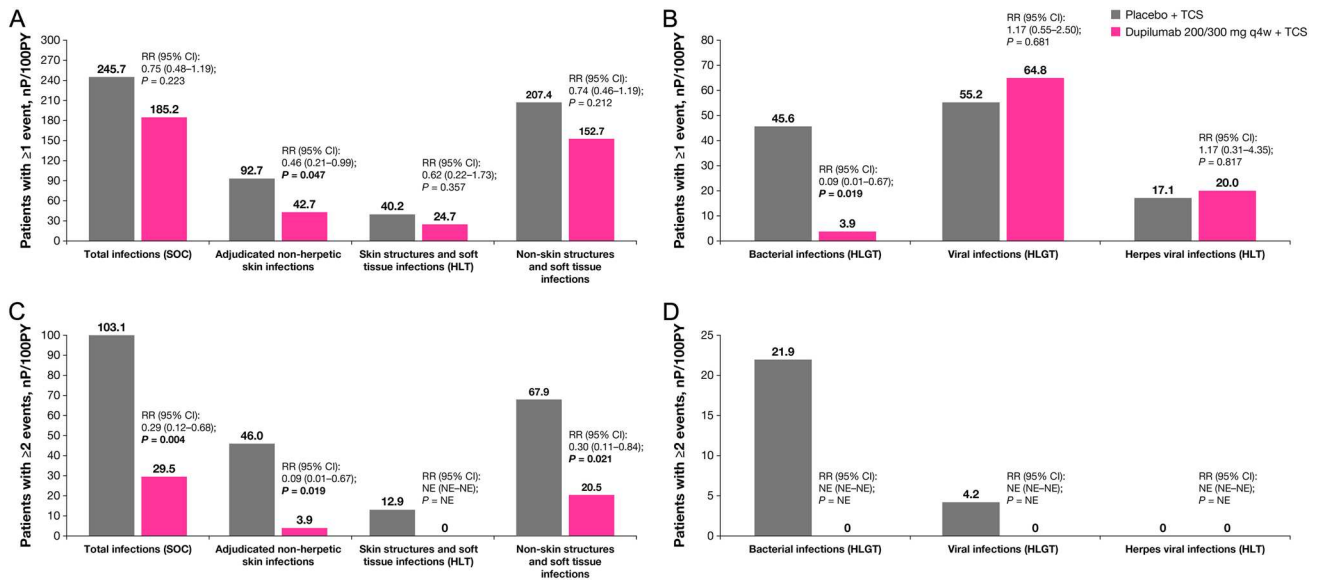 A
Patients with ≥1 event, nP/100PY
300
270
240
210
180
150
120
90
60
30
0
245.7
185.2
RR (95% CI):
0.75 (0.48–1.19);
P = 0.223
92.7
42.7
RR (95% CI):
0.46 (0.21–0.99);
P = 0.047
40.2
24.7
RR (95% CI):
0.62 (0.22–1.73);
P = 0.357
207.4
152.7
RR (95% CI):
0.74 (0.46–1.19);
P = 0.212
Total infections (SOC)
Adjudicated non-herpetic
skin infections
Skin structures and soft
tissue infections (HLT)
Non-skin structures
and soft tissue
infections
B
Placebo + TCS
Dupilumab 200/300 mg q4w + TCS
Patients with ≥1 event, nP/100PY
80
70
60
50
40
30
20
10
0
45.6
3.9
RR (95% CI):
0.09 (0.01–0.67);
P = 0.019
55.2
64.8
RR (95% CI):
1.17 (0.55–2.50);
P = 0.681
17.1
20.0
RR (95% CI):
1.17 (0.31–4.35);
P = 0.817
Bacterial infections (HLGT)
Viral infections (HLGT)
Herpes viral infections (HLT)
C
Patients with ≥2 events, nP/100PY
100
90
80
70
60
50
40
30
20
10
0
103.1
29.5
RR (95% CI):
0.29 (0.12–0.68);
P = 0.004
46.0
3.9
RR (95% CI):
0.09 (0.01–0.67);
P = 0.019
12.9
0
RR (95% CI):
NE (NE–NE);
P = NE
67.9
20.5
RR (95% CI):
0.30 (0.11–0.84);
P = 0.021
Total infections (SOC)
Adjudicated non-herpetic
skin infections
Skin structures and soft
tissue infections (HLT)
Non-skin structures
and soft tissue
infections
D
Patients with ≥2 events, nP/100PY
25
20
15
10
5
0
21.9
0
RR (95% CI):
NE (NE–NE);
P = NE
4.2
0
RR (95% CI):
NE (NE–NE);
P = NE
0
0
RR (95% CI):
NE (NE–NE);
P = NE
Bacterial infections (HLGT)
Viral infections (HLGT)
Herpes viral infections (HLT)